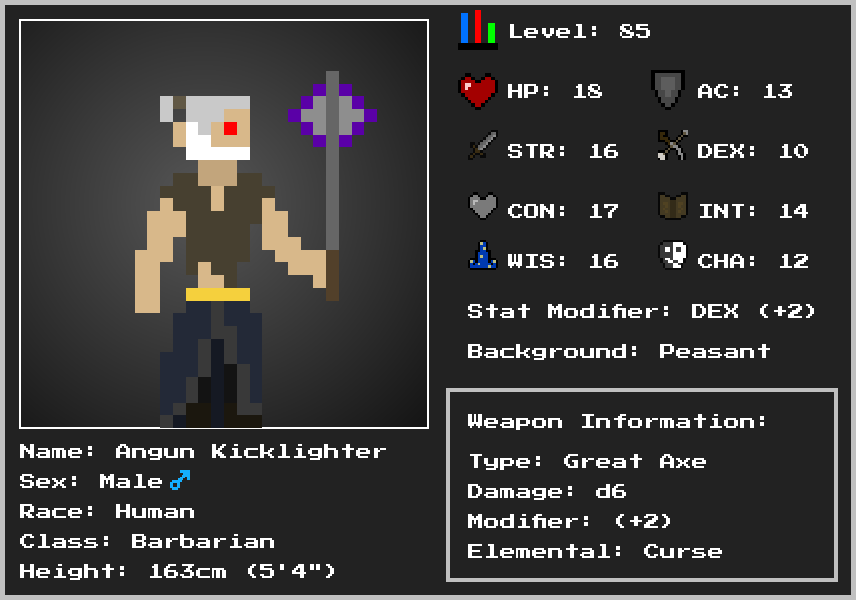 Level: 85
HP: 18
AC: 13
STR: 16
DEX: 10
CON: 17
INT: 14
WIS: 16
CHA: 12
Stat Modifier: DEX (+2)
Background: Peasant
Weapon Information:
Type: Great Axe
Damage: d6
Modifier: (+2)
Elemental: Curse
Name: Angun Kicklighter
Sex: Male ♂
Race: Human
Class: Barbarian
Height: 163cm (5'4")